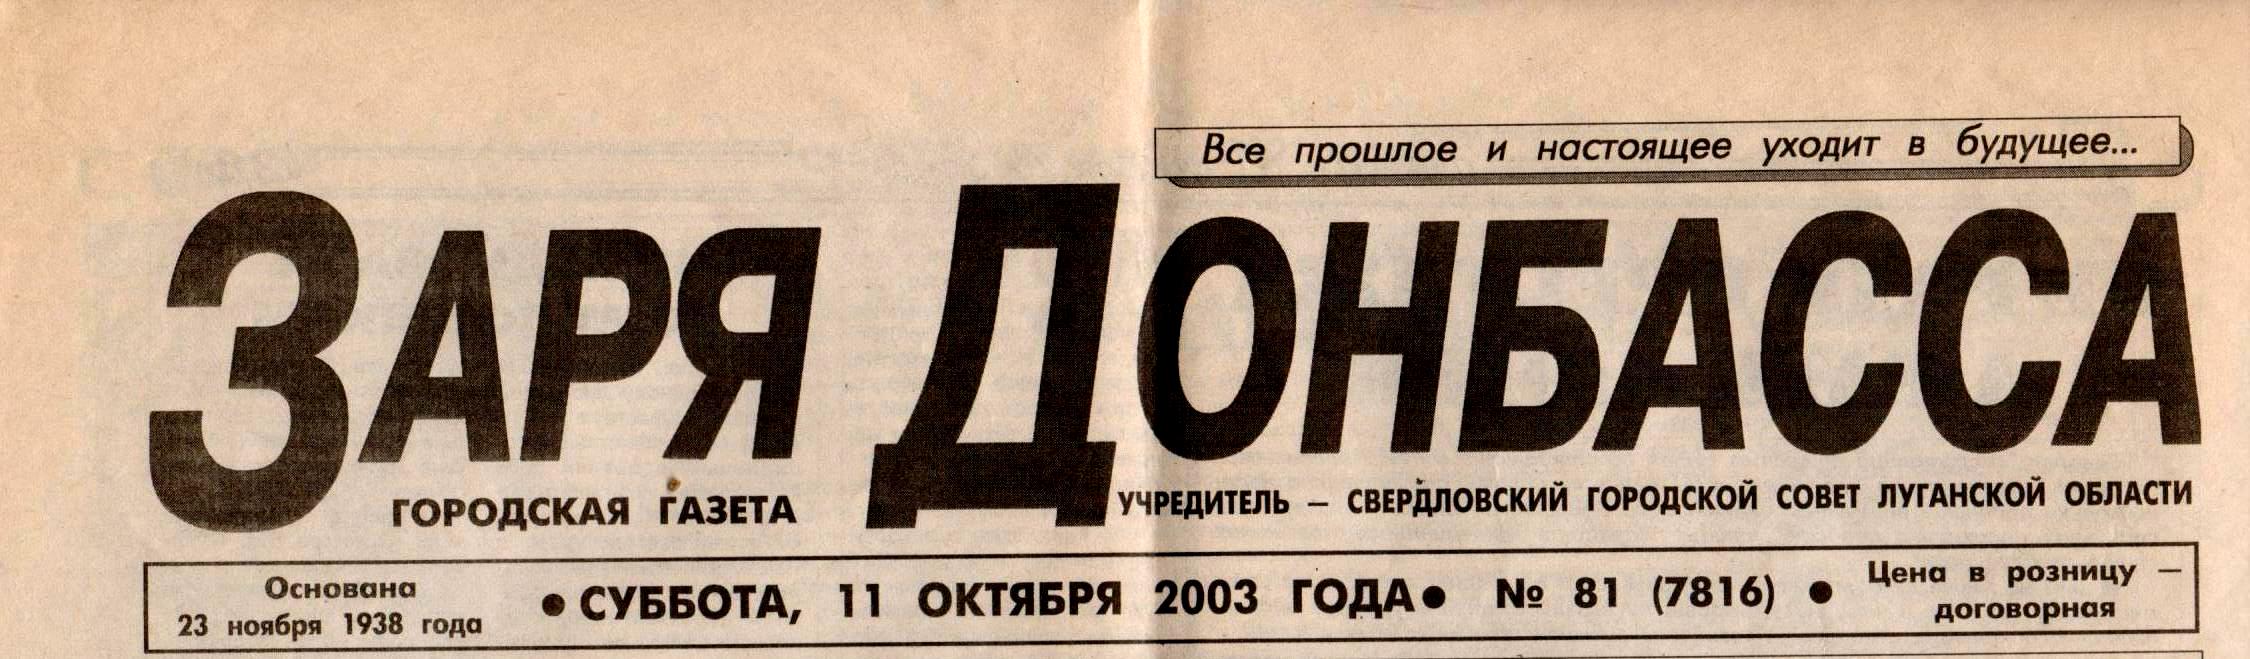 Все прошлое и настоящее уходит в будущее...
ЗАРЯ ДОНБАССА
ГОРОДСКАЯ ГАЗЕТА
УЧРЕДИТЕЛЬ – СВЕРДЛОВСКИЙ ГОРОДСКОЙ СОВЕТ ЛУГАНСКОЙ ОБЛАСТИ
Основана
23 ноября 1938 года
● СУББОТА, 11 ОКТЯБРЯ 2003 ГОДА ● № 81 (7816) ●
Цена в розницу —
договорная